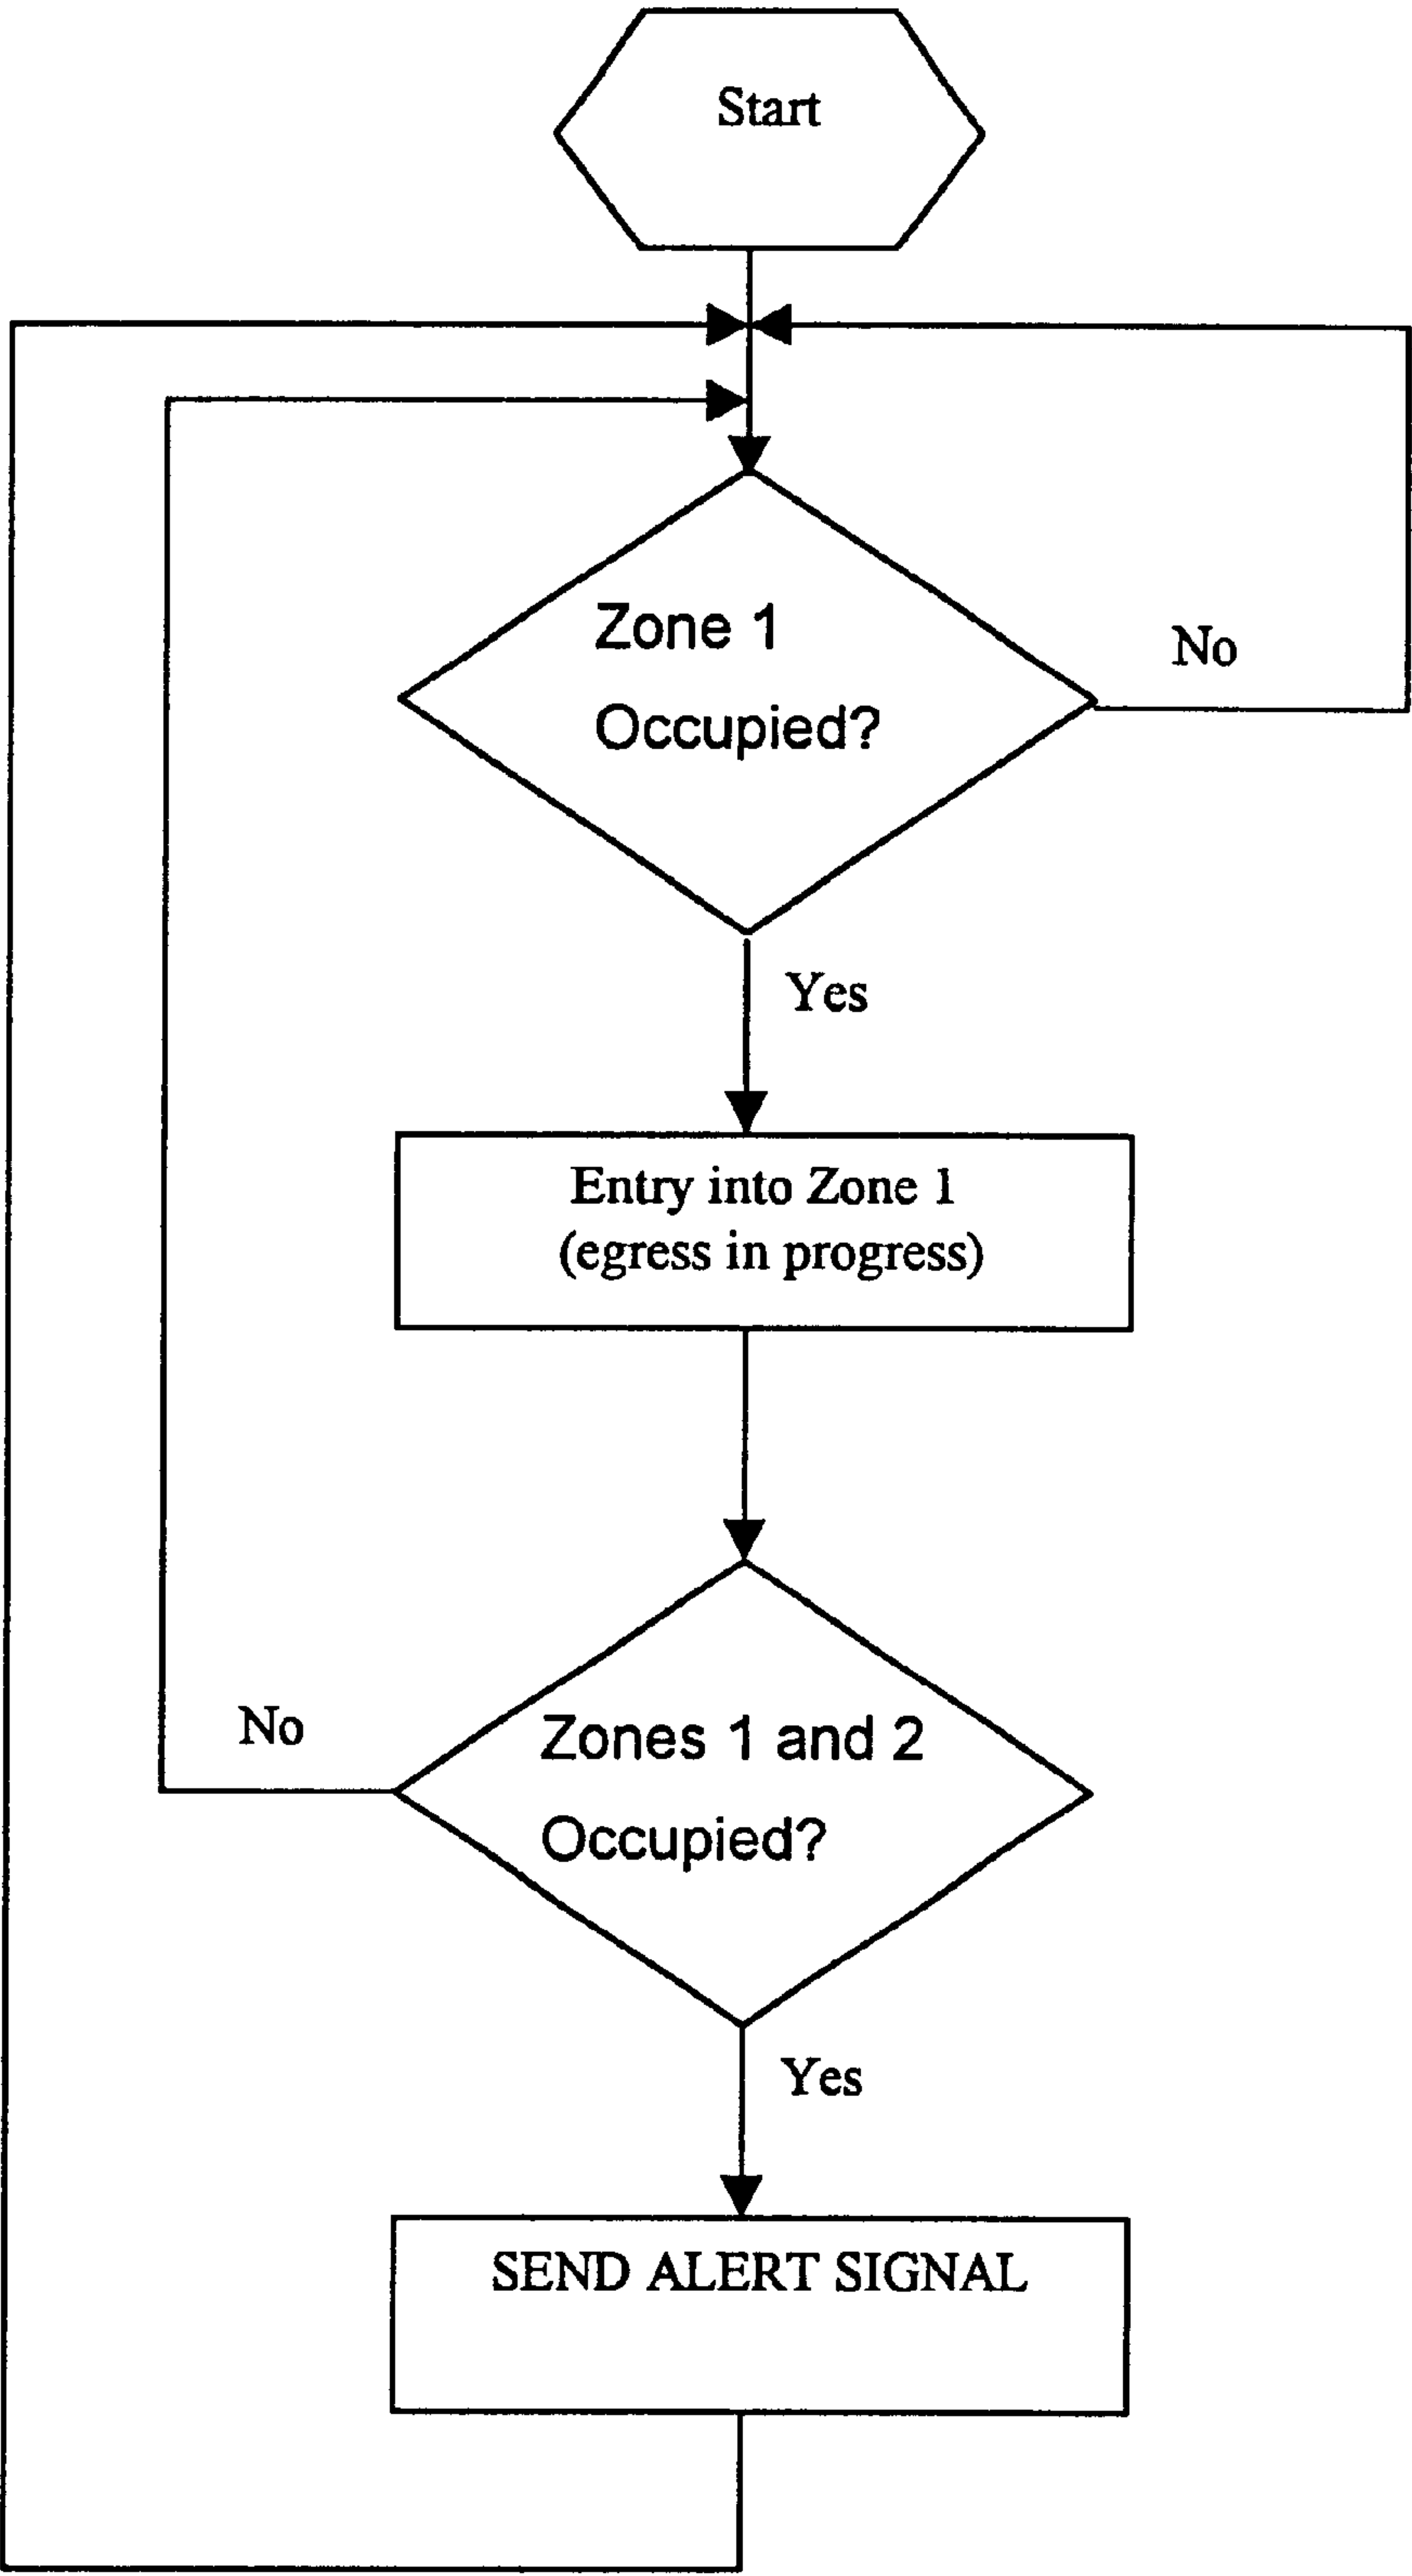 Start
Zone 1
Occupied?
No
Yes
Entry into Zone 1
(egress in progress)
No
Zones 1 and 2
Occupied?
Yes
SEND ALERT SIGNAL